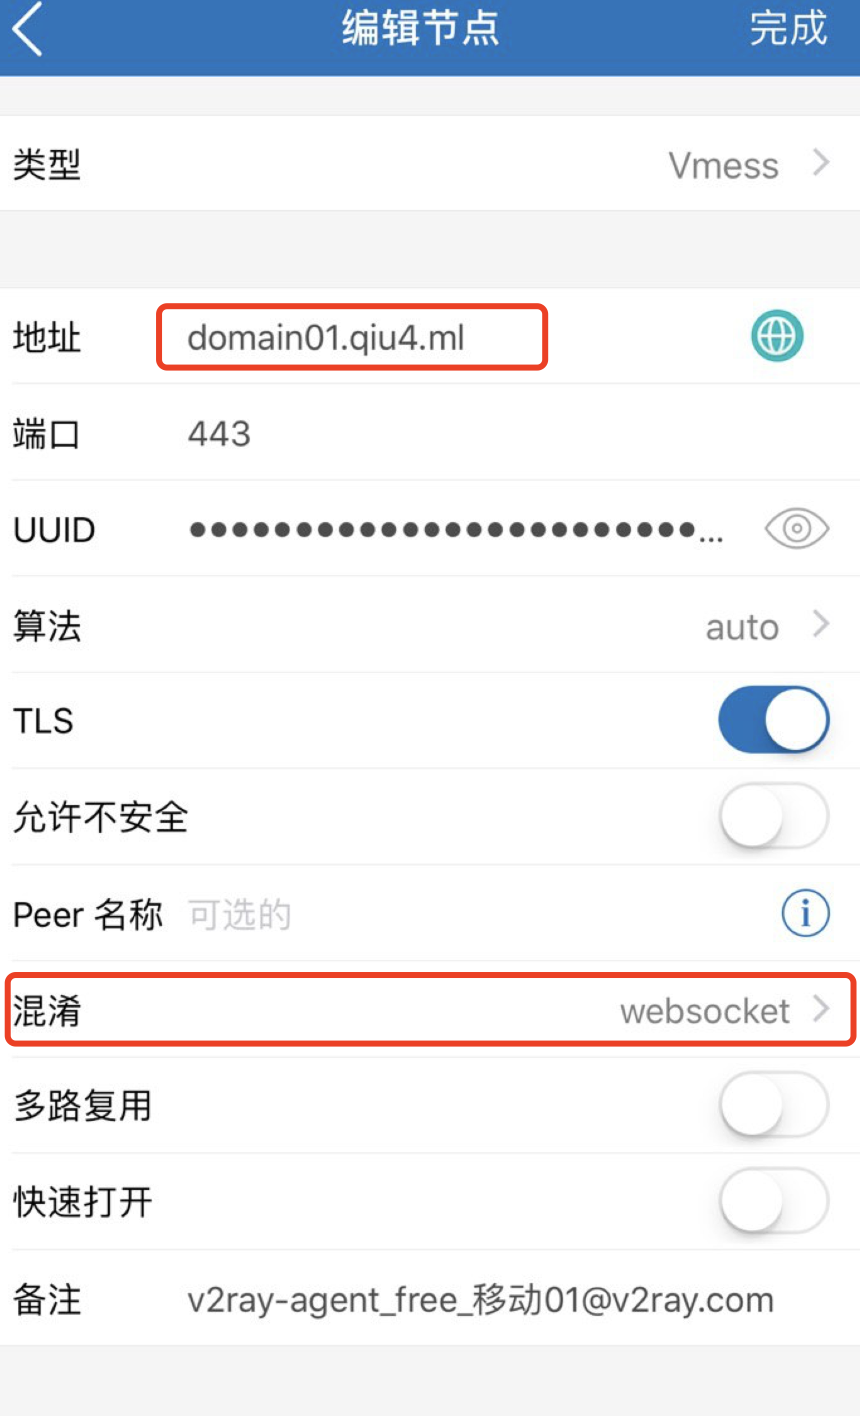 编辑节点 完成
类型 Vmess
地址 domain01.qiu4.ml
端口 443
UUID ••••••••••••••••••••••••...
算法 auto
TLS
允许不安全
Peer 名称 可选的
混淆 websocket
多路复用
快速打开
备注 v2ray-agent_free_移动01@v2ray.com